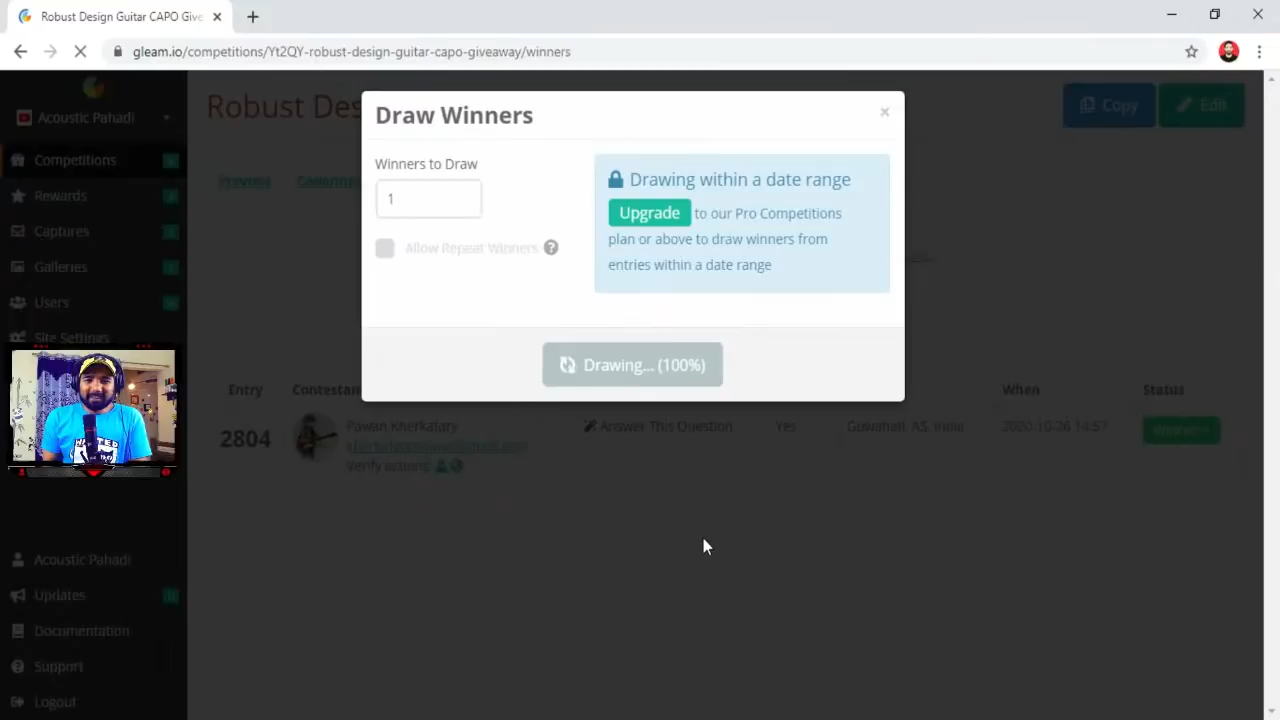 Robust Design Guitar CAPO Give
gleam.io/competitions/Yt2QY-robust-design-guitar-capo-giveaway/winners
Acoustic Pahadi
Competitions
Rewards
Captures
Galleries
Users
Site Settings
Acoustic Pahadi
Updates
Documentation
Support
Logout
Robust Des
Copy
Edit
Preview
Draw Winners
×
Winners to Draw
1
Allow Repeat Winners
Drawing within a date range
Upgrade to our Pro Competitions
plan or above to draw winners from
entries within a date range
Drawing... (100%)
Entry
Contestan
When
Status
2804
Pawan Kherkatary
Answer This Question
Yes
Guwahati, AS, India
2020-10-26 14:57
Verify actions: